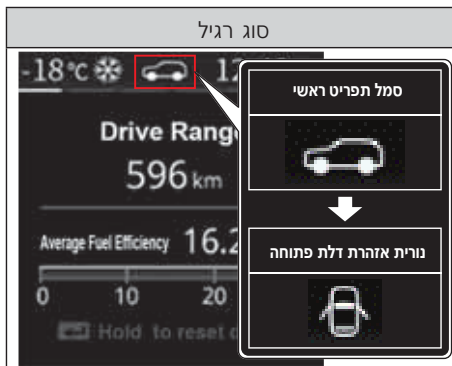 סוג רגיל
-18°C 12
סמל תפריט ראשי
Drive Rang
596 km
נורית אזהרת דלת פתוחה
Average Fuel Efficiency 16.2
0 10 20
Hold to reset